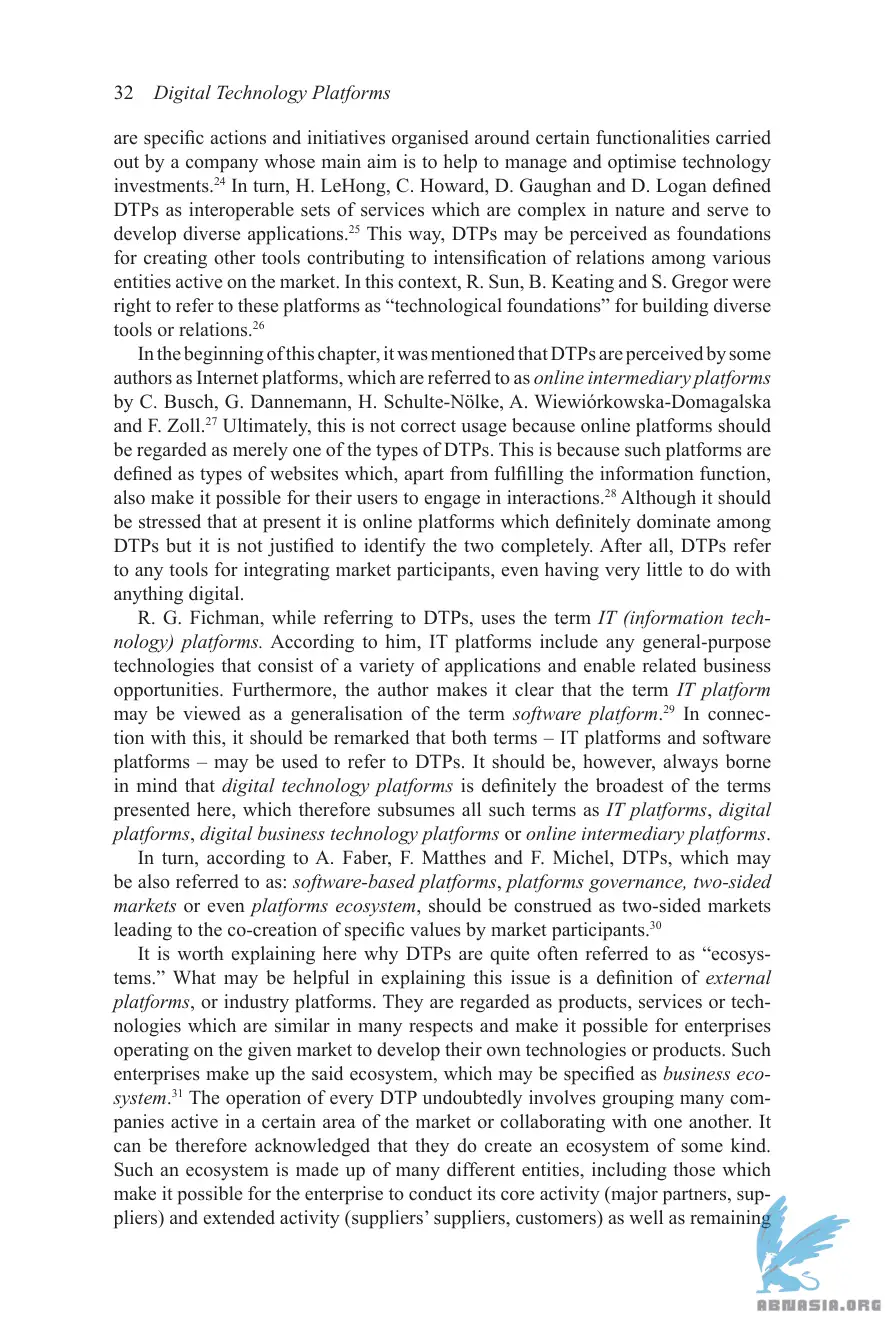 32 Digital Technology Platforms
are specific actions and initiatives organised around certain functionalities carried
out by a company whose main aim is to help to manage and optimise technology
investments.24 In turn, H. LeHong, C. Howard, D. Gaughan and D. Logan defined
DTPs as interoperable sets of services which are complex in nature and serve to
develop diverse applications.25 This way, DTPs may be perceived as foundations
for creating other tools contributing to intensification of relations among various
entities active on the market. In this context, R. Sun, B. Keating and S. Gregor were
right to refer to these platforms as “technological foundations” for building diverse
tools or relations.26
In the beginning of this chapter, it was mentioned that DTPs are perceived by some
authors as Internet platforms, which are referred to as online intermediary platforms
by C. Busch, G. Dannemann, H. Schulte-Nölke, A. Wiewiórkowska-Domagalska
and F. Zoll.27 Ultimately, this is not correct usage because online platforms should
be regarded as merely one of the types of DTPs. This is because such platforms are
defined as types of websites which, apart from fulfilling the information function,
also make it possible for their users to engage in interactions.28 Although it should
be stressed that at present it is online platforms which definitely dominate among
DTPs but it is not justified to identify the two completely. After all, DTPs refer
to any tools for integrating market participants, even having very little to do with
anything digital.
R. G. Fichman, while referring to DTPs, uses the term IT (information tech-
nology) platforms. According to him, IT platforms include any general-purpose
technologies that consist of a variety of applications and enable related business
opportunities. Furthermore, the author makes it clear that the term IT platform
may be viewed as a generalisation of the term software platform.29 In connec-
tion with this, it should be remarked that both terms – IT platforms and software
platforms – may be used to refer to DTPs. It should be, however, always borne
in mind that digital technology platforms is definitely the broadest of the terms
presented here, which therefore subsumes all such terms as IT platforms, digital
platforms, digital business technology platforms or online intermediary platforms.
In turn, according to A. Faber, F. Matthes and F. Michel, DTPs, which may
be also referred to as: software-based platforms, platforms governance, two-sided
markets or even platforms ecosystem, should be construed as two-sided markets
leading to the co-creation of specific values by market participants.30
It is worth explaining here why DTPs are quite often referred to as “ecosys-
tems.” What may be helpful in explaining this issue is a definition of external
platforms, or industry platforms. They are regarded as products, services or tech-
nologies which are similar in many respects and make it possible for enterprises
operating on the given market to develop their own technologies or products. Such
enterprises make up the said ecosystem, which may be specified as business eco-
system.31 The operation of every DTP undoubtedly involves grouping many com-
panies active in a certain area of the market or collaborating with one another. It
can be therefore acknowledged that they do create an ecosystem of some kind.
Such an ecosystem is made up of many different entities, including those which
make it possible for the enterprise to conduct its core activity (major partners, sup-
pliers) and extended activity (suppliers’ suppliers, customers) as well as remaining
ABNASIA.ORG